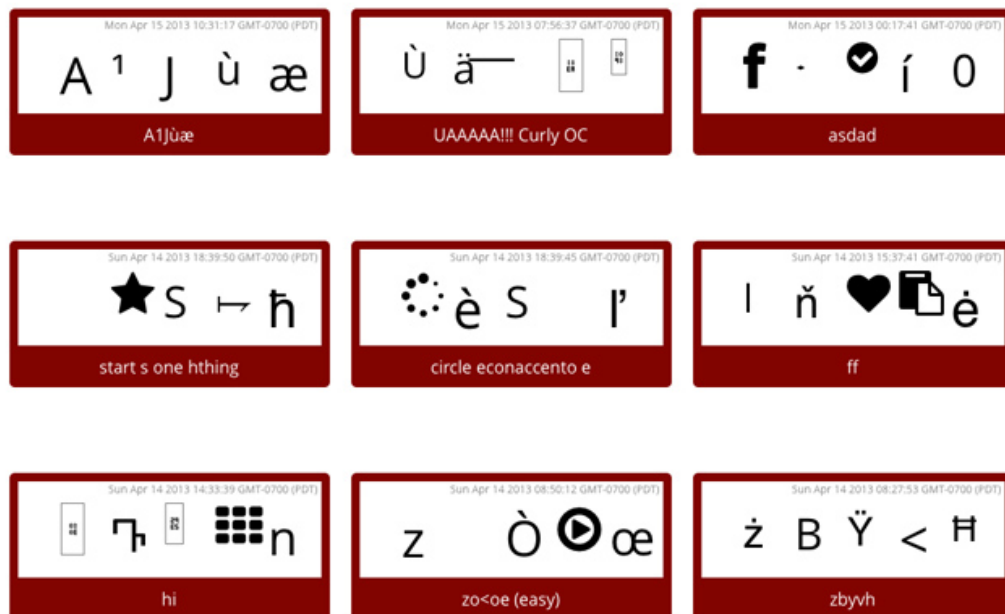 Mon Apr 15 2013 10:31:17 GMT-0700 (PDT)
A ¹ J ù æ
A1Jùæ
Mon Apr 15 2013 07:56:37 GMT-0700 (PDT)
Ù ä
UAAAAA!!! Curly OC
Mon Apr 15 2013 00:17:41 GMT-0700 (PDT)
f í 0
asdad
Sun Apr 14 2013 18:39:50 GMT-0700 (PDT)
★ S ħ
start s one hthing
Sun Apr 14 2013 18:39:45 GMT-0700 (PDT)
è S ľ
circle econaccento e
Sun Apr 14 2013 15:37:41 GMT-0700 (PDT)
ň ♥ ė
ff
Sun Apr 14 2013 14:33:39 GMT-0700 (PDT)
n
hi
Sun Apr 14 2013 08:50:12 GMT-0700 (PDT)
z Ò œ
zo<oe (easy)
Sun Apr 14 2013 08:27:53 GMT-0700 (PDT)
ż B Ÿ < Ħ
zbyvh